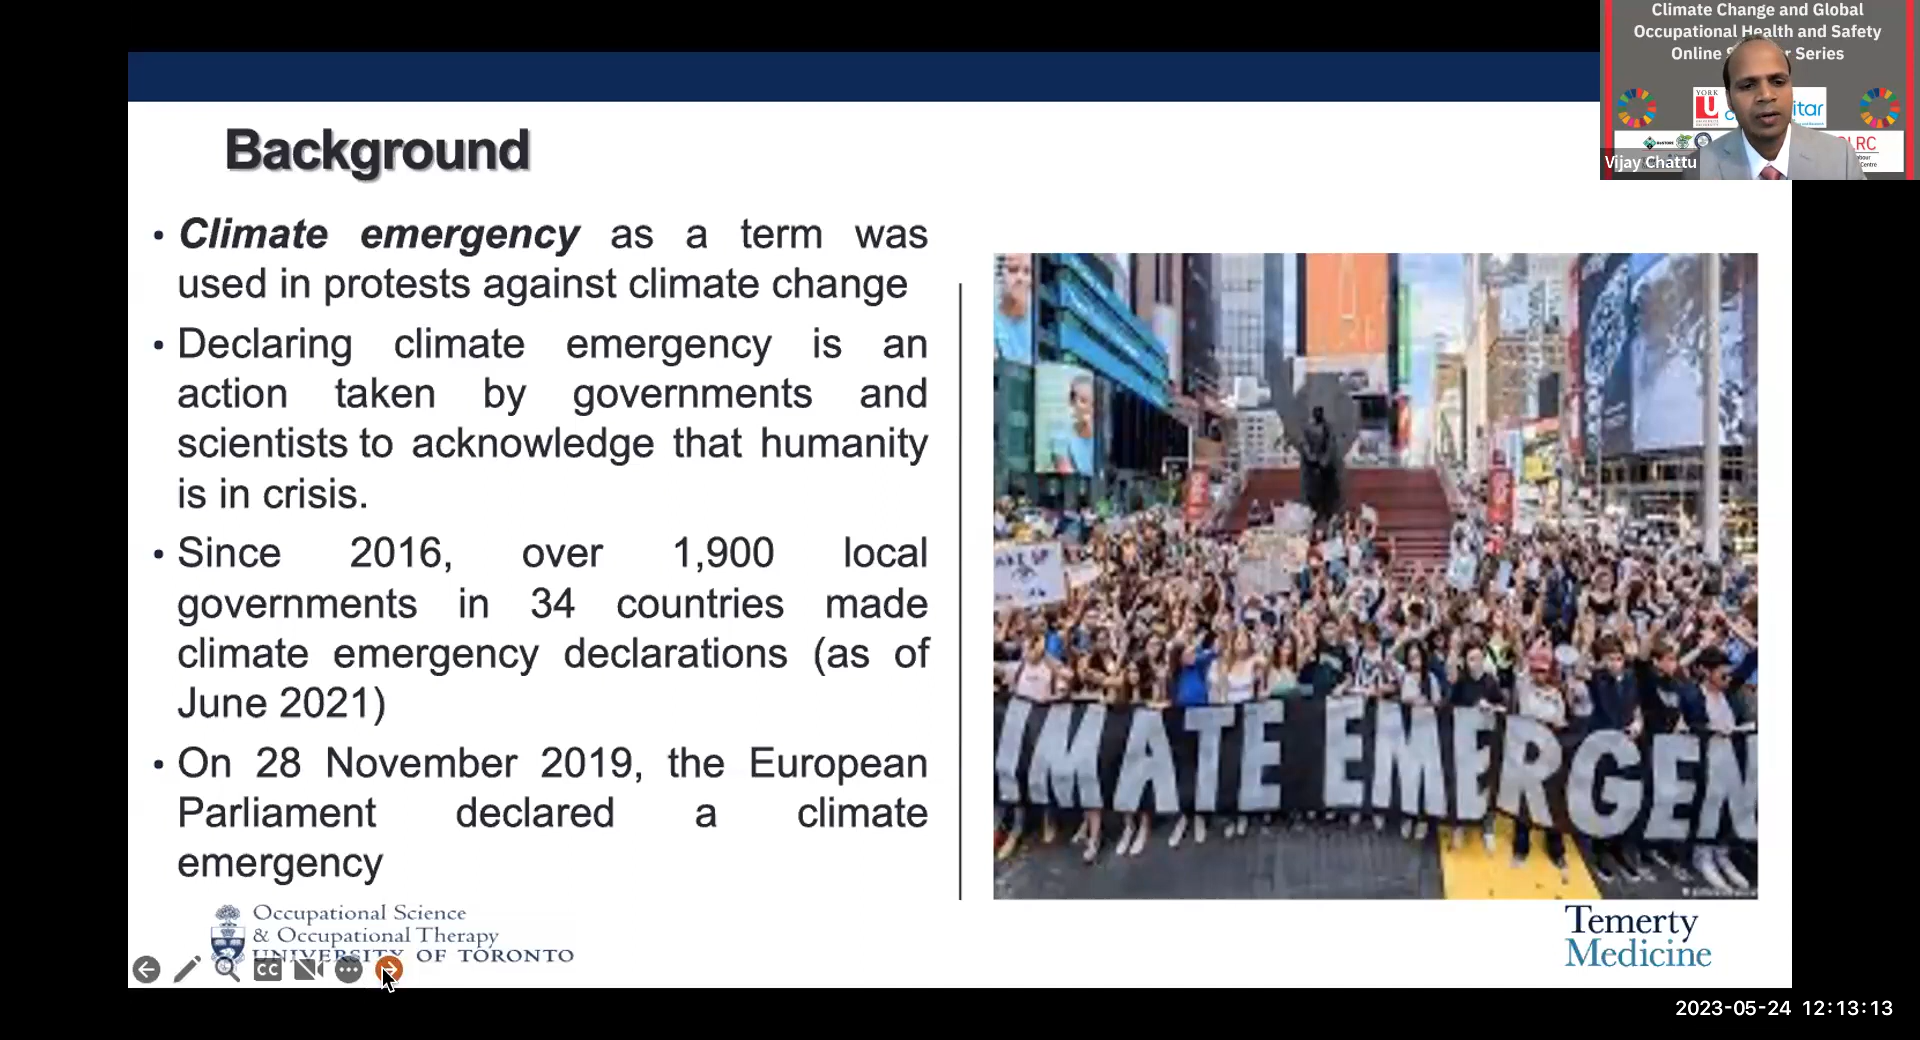 Climate Change and Global
Occupational Health and Safety
Online Series
YORK
U
itar
LRC
Vijay Chattu
Background
• Climate emergency as a term was
used in protests against climate change
• Declaring climate emergency is an
action taken by governments and
scientists to acknowledge that humanity
is in crisis.
• Since 2016, over 1,900 local
governments in 34 countries made
climate emergency declarations (as of
June 2021)
• On 28 November 2019, the European
Parliament declared a climate
emergency
IMATE EMERGEN
Occupational Science
& Occupational Therapy
UNIVERSITY OF TORONTO
CC
Temerty
Medicine
2023-05-24 12:13:13